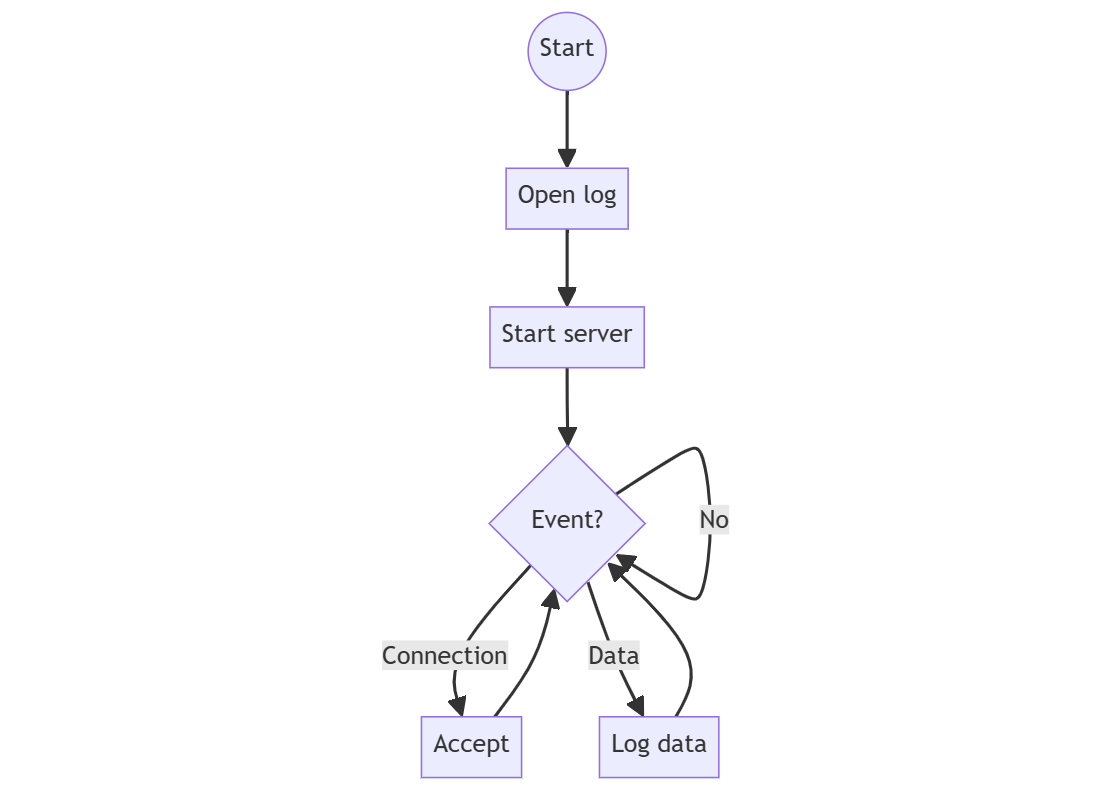 Start
Open log
Start server
Event?
No
Connection
Data
Accept
Log data